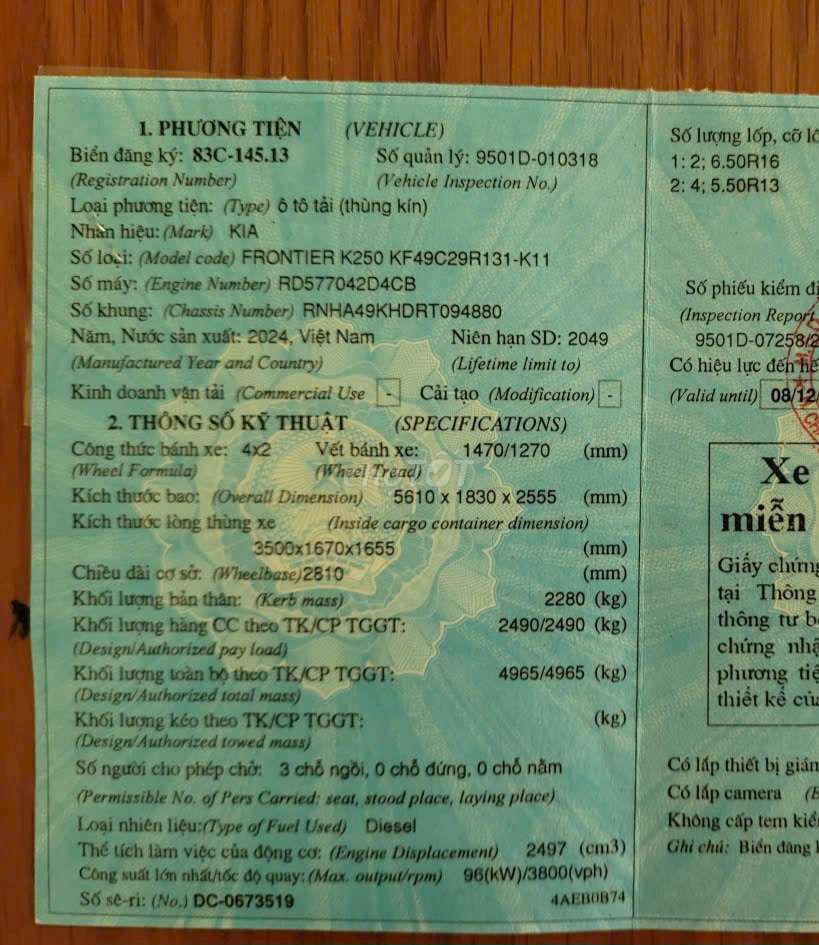 1. PHƯƠNG TIỆN (VEHICLE)
Biển đăng ký: 83C-145.13 Số quản lý: 9501D-010318
(Registration Number) (Vehicle Inspection No.)
Loại phương tiện: (Type) ô tô tải (thùng kín)
Nhãn hiệu: (Mark) KIA
Số loại: (Model code) FRONTIER K250 KF49C29R131-K11
Số máy: (Engine Number) RD577042D4CB
Số khung: (Chassis Number) RNHA49KHDRT094880
Năm, Nước sản xuất: 2024, Việt Nam Niên hạn SD: 2049
(Manufactured Year and Country) (Lifetime limit to)
Kinh doanh vận tải (Commercial Use - Cải tạo (Modification) -
2. THÔNG SỐ KỸ THUẬT (SPECIFICATIONS)
Công thức bánh xe: 4x2 Vết bánh xe: 1470/1270 (mm)
(Wheel Formula) (Wheel Tread)
Kích thước bao: (Overall Dimension) 5610 x 1830 x 2555 (mm)
Kích thước lòng thùng xe (Inside cargo container dimension)
3500x1670x1655 (mm)
Chiều dài cơ sở: (Wheelbase) 2810 (mm)
Khối lượng bản thân: (Kerb mass) 2280 (kg)
Khối lượng hàng CC theo TK/CP TGGT: 2490/2490 (kg)
(Design/Authorized pay load)
Khối lượng toàn bộ theo TK/CP TGGT: 4965/4965 (kg)
(Design/Authorized total mass)
Khối lượng kéo theo TK/CP TGGT: (kg)
(Design/Authorized towed mass)
Số người cho phép chở: 3 chỗ ngồi, 0 chỗ đứng, 0 chỗ nằm
(Permissible No. of Pers Carried: seat, stood place, laying place)
Loại nhiên liệu: (Type of Fuel Used) Diesel
Thể tích làm việc của động cơ: (Engine Displacement) 2497 (cm3)
Công suất lớn nhất/tốc độ quay: (Max. output/rpm) 96(kW)/3800(vph)
Số sê-ri: (No.) DC-0673519 4AEB0B74
Số lượng lốp, cỡ lố
1: 2; 6.50R16
2: 4; 5.50R13
Số phiếu kiểm đị
(Inspection Report
9501D-07258/2
Có hiệu lực đến hết
(Valid until) 08/12/
Xe
miễn
Giấy chứng
tại Thông
thông tư b
chứng nhậ
phương tiệ
thiết kế củа
Có lắp thiết bị giám
Có lắp camera (E
Không cấp tem kiể
Ghi chú: Biển đăng k